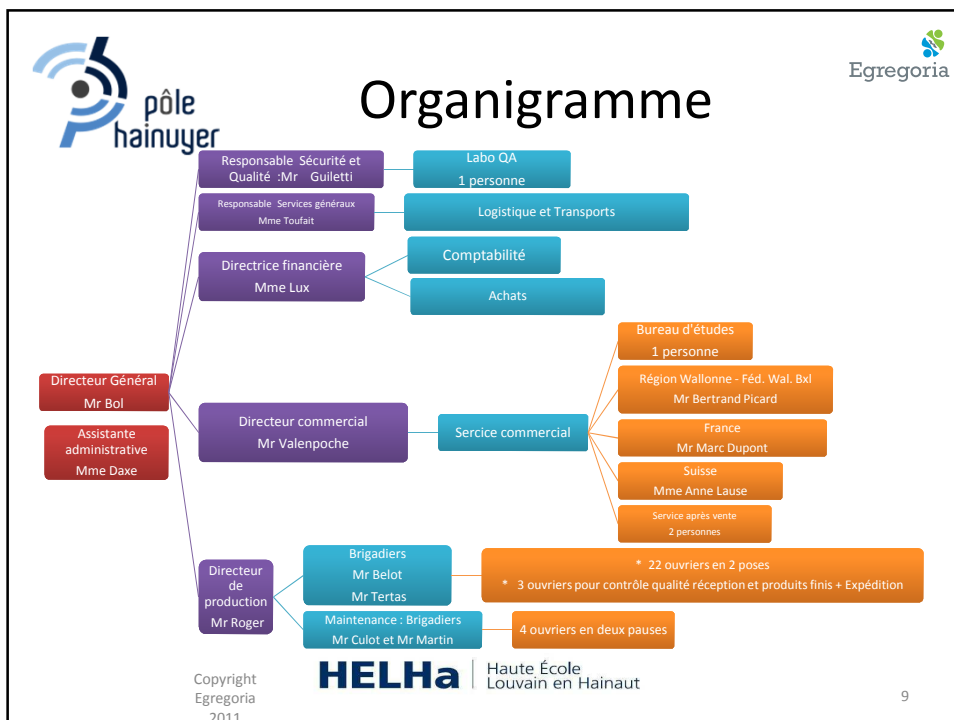 pôle
hainuyer
Organigramme
Egregoria
Responsable Sécurité et
Qualité :Mr Guiletti
Labo QA
1 personne
Responsable Services généraux
Mme Toufait
Logistique et Transports
Directrice financière
Mme Lux
Comptabilité
Achats
Directeur Général
Mr Bol
Assistante
administrative
Mme Daxe
Directeur commercial
Mr Valenpoche
Sercice commercial
Bureau d'études
1 personne
Région Wallonne - Féd. Wal. Bxl
Mr Bertrand Picard
France
Mr Marc Dupont
Suisse
Mme Anne Lause
Service après vente
2 personnes
Directeur
de
production
Mr Roger
Brigadiers
Mr Belot
Mr Tertas
* 22 ouvriers en 2 poses
* 3 ouvriers pour contrôle qualité réception et produits finis + Expédition
Maintenance : Brigadiers
Mr Culot et Mr Martin
4 ouvriers en deux pauses
Copyright
Egregoria
2011
HELHa
Haute École
Louvain en Hainaut
9